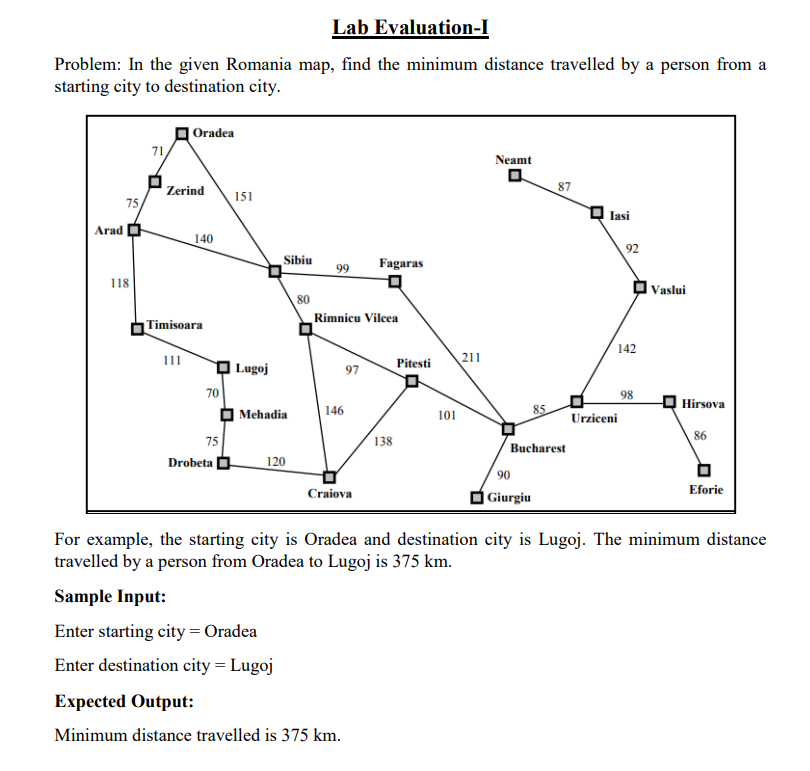 Lab Evaluation-I
Problem: In the given Romania map, find the minimum distance travelled by a person from a
starting city to destination city.
Oradea
71
Neamt
87
Zerind
151
75
Iasi
Arad
140
92
Sibiu
99
Fagaras
118
80
Vaslui
Timisoara
Rimnicu Vilcea
142
111
Lugoj
97
Pitesti
211
70
98
Hirsova
Mehadia
146
101
85
Urziceni
75
138
86
Bucharest
Drobeta
120
90
Craiova
Giurgiu
Eforie
For example, the starting city is Oradea and destination city is Lugoj. The minimum distance
travelled by a person from Oradea to Lugoj is 375 km.
Sample Input:
Enter starting city = Oradea
Enter destination city = Lugoj
Expected Output:
Minimum distance travelled is 375 km.